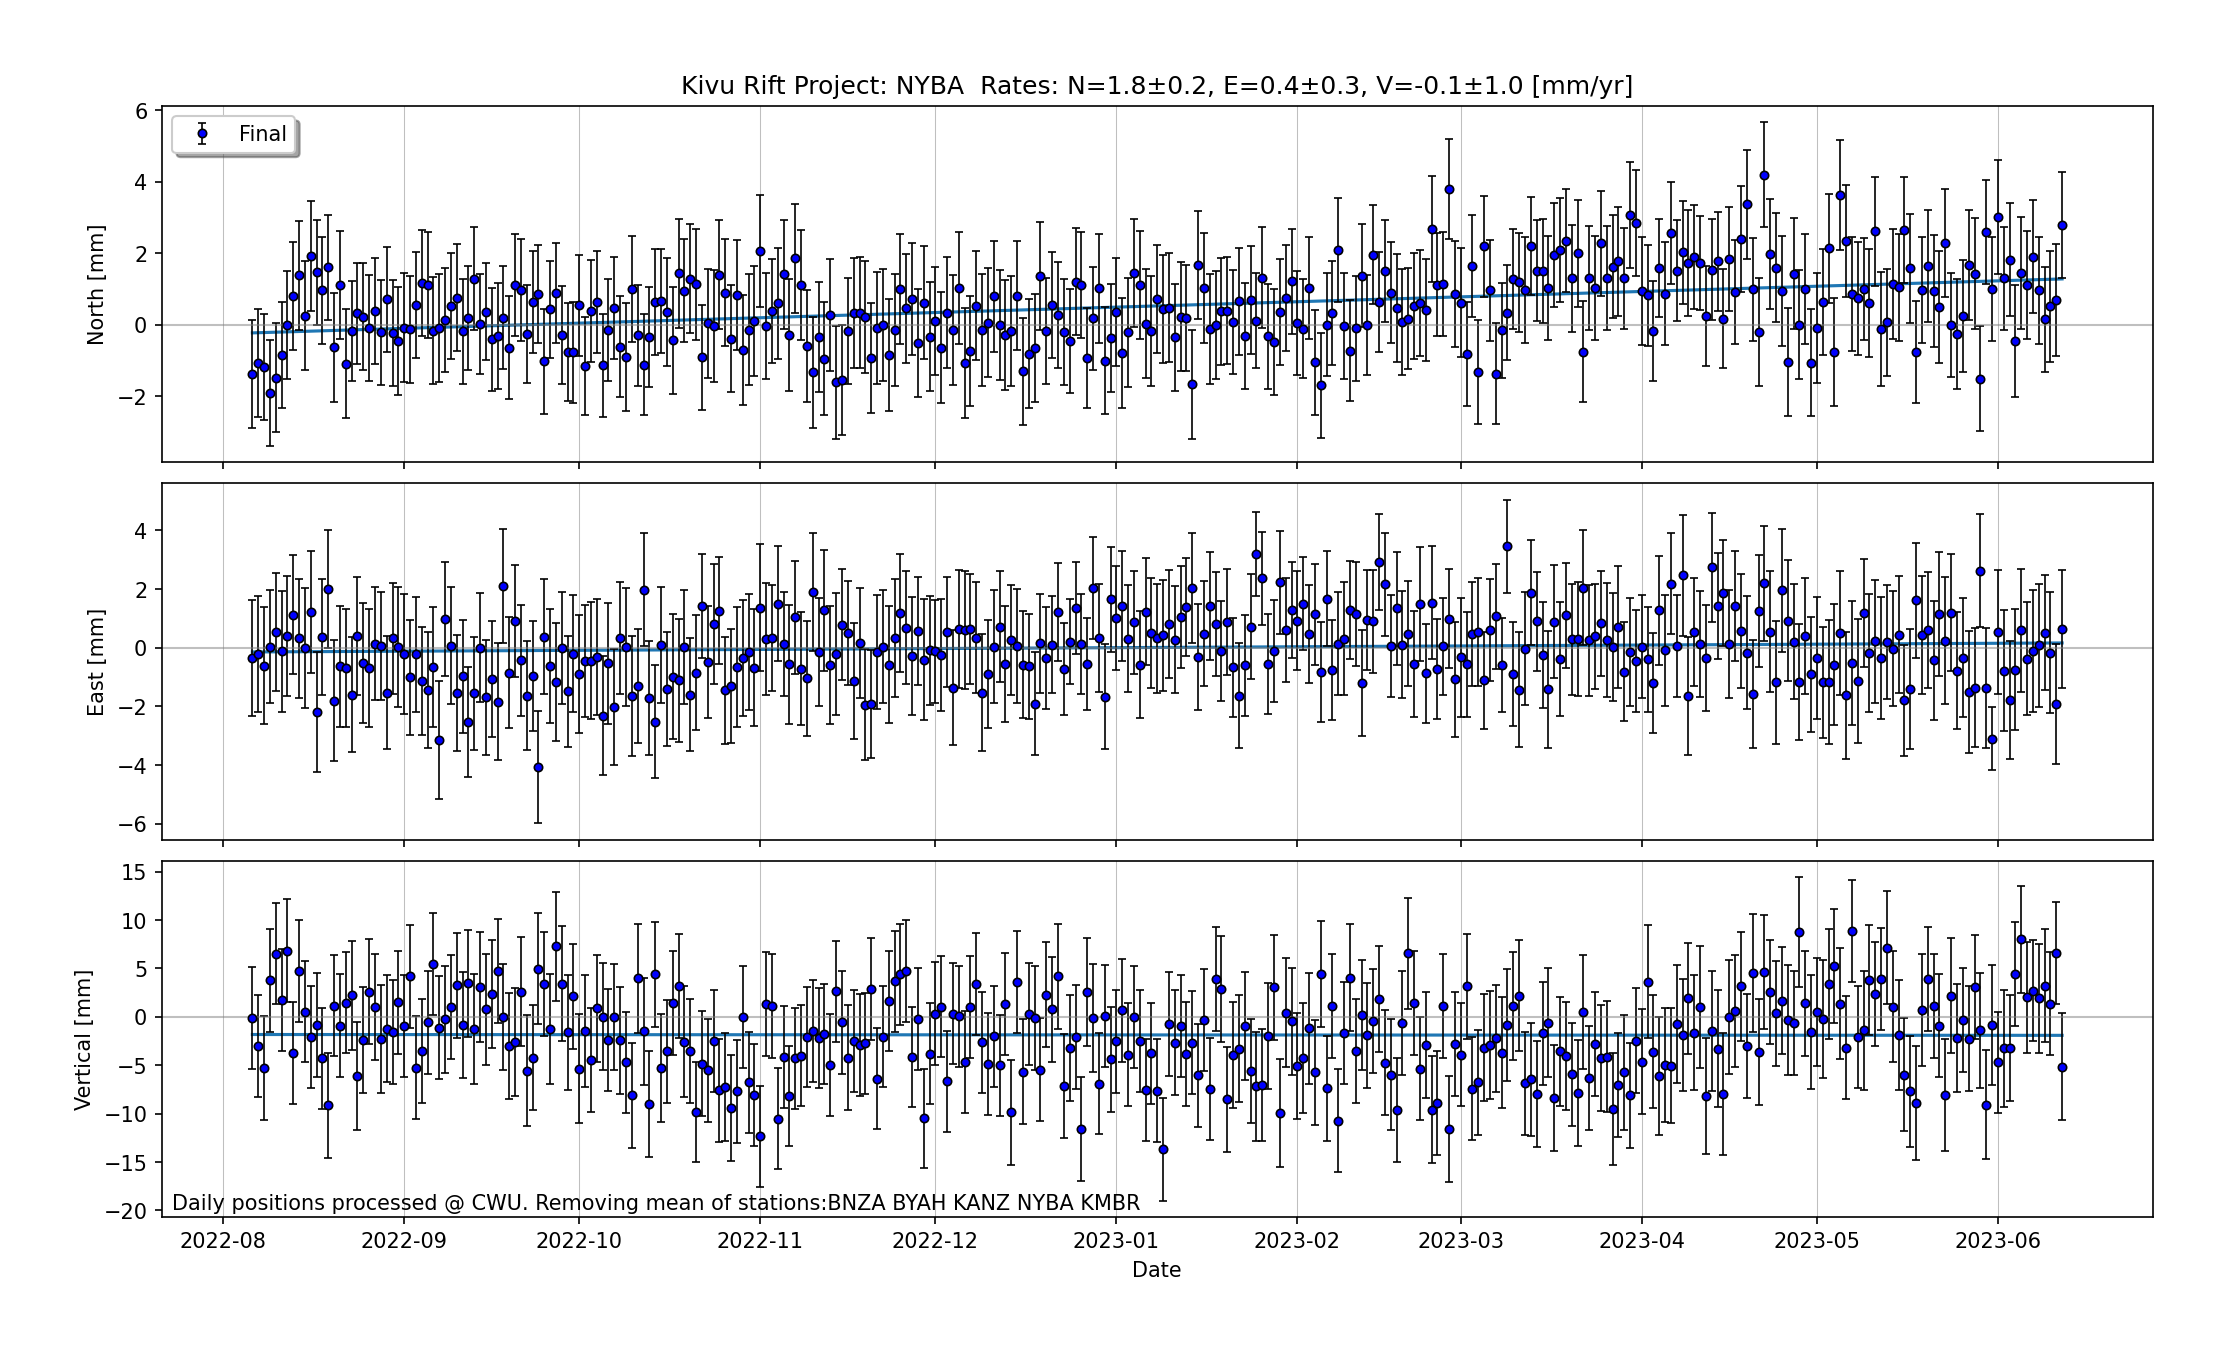 Kivu Rift Project: NYBA  Rates: N=1.8±0.2, E=0.4±0.3, V=-0.1±1.0 [mm/yr]
Final
North [mm]
6
4
2
0
−2
East [mm]
4
2
0
−2
−4
−6
Vertical [mm]
15
10
5
0
−5
−10
−15
−20
Daily positions processed @ CWU. Removing mean of stations:BNZA BYAH KANZ NYBA KMBR
2022-08 2022-09 2022-10 2022-11 2022-12 2023-01 2023-02 2023-03 2023-04 2023-05 2023-06
Date